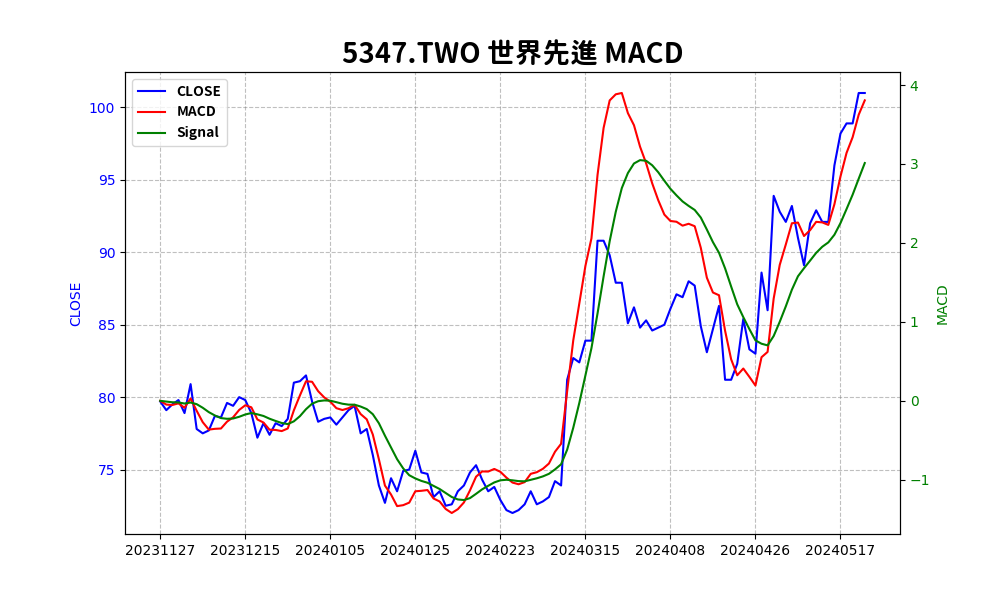 5347.TWO 世界先進 MACD
CLOSE
MACD
Signal
100
95
90
85
80
75
CLOSE
4
3
2
1
0
−1
MACD
20231127 20231215 20240105 20240125 20240223 20240315 20240408 20240426 20240517